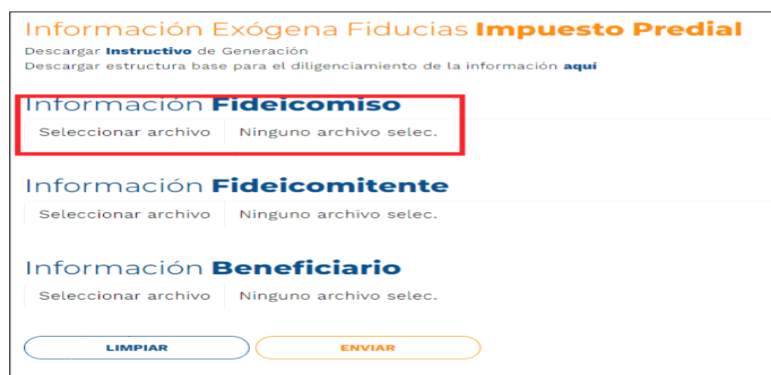 Información Exógena Fiducias Impuesto Predial
Descargar Instructivo de Generación
Descargar estructura base para el diligenciamiento de la información aquí
Información Fideicomiso
Seleccionar archivo Ninguno archivo selec.
Información Fideicomitente
Seleccionar archivo Ninguno archivo selec.
Información Beneficiario
Seleccionar archivo Ninguno archivo selec.
LIMPIAR ENVIAR